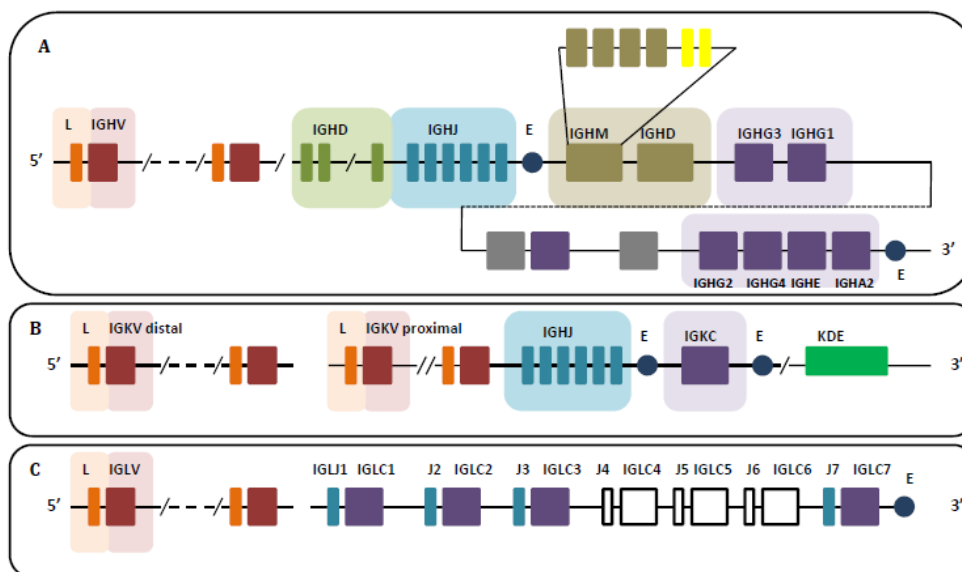 A
L IGHV IGHD IGHJ E IGHM IGHD IGHG3 IGHG1
5′
3′
E
IGHG2 IGHG4 IGHE IGHA2
B
L IGKV distal L IGKV proximal IGHJ E IGKC E KDE
5′ 3′
C
L IGLV IGLJ1 IGLC1 J2 IGLC2 J3 IGLC3 J4 IGLC4 J5 IGLC5 J6 IGLC6 J7 IGLC7 E
5′ 3′